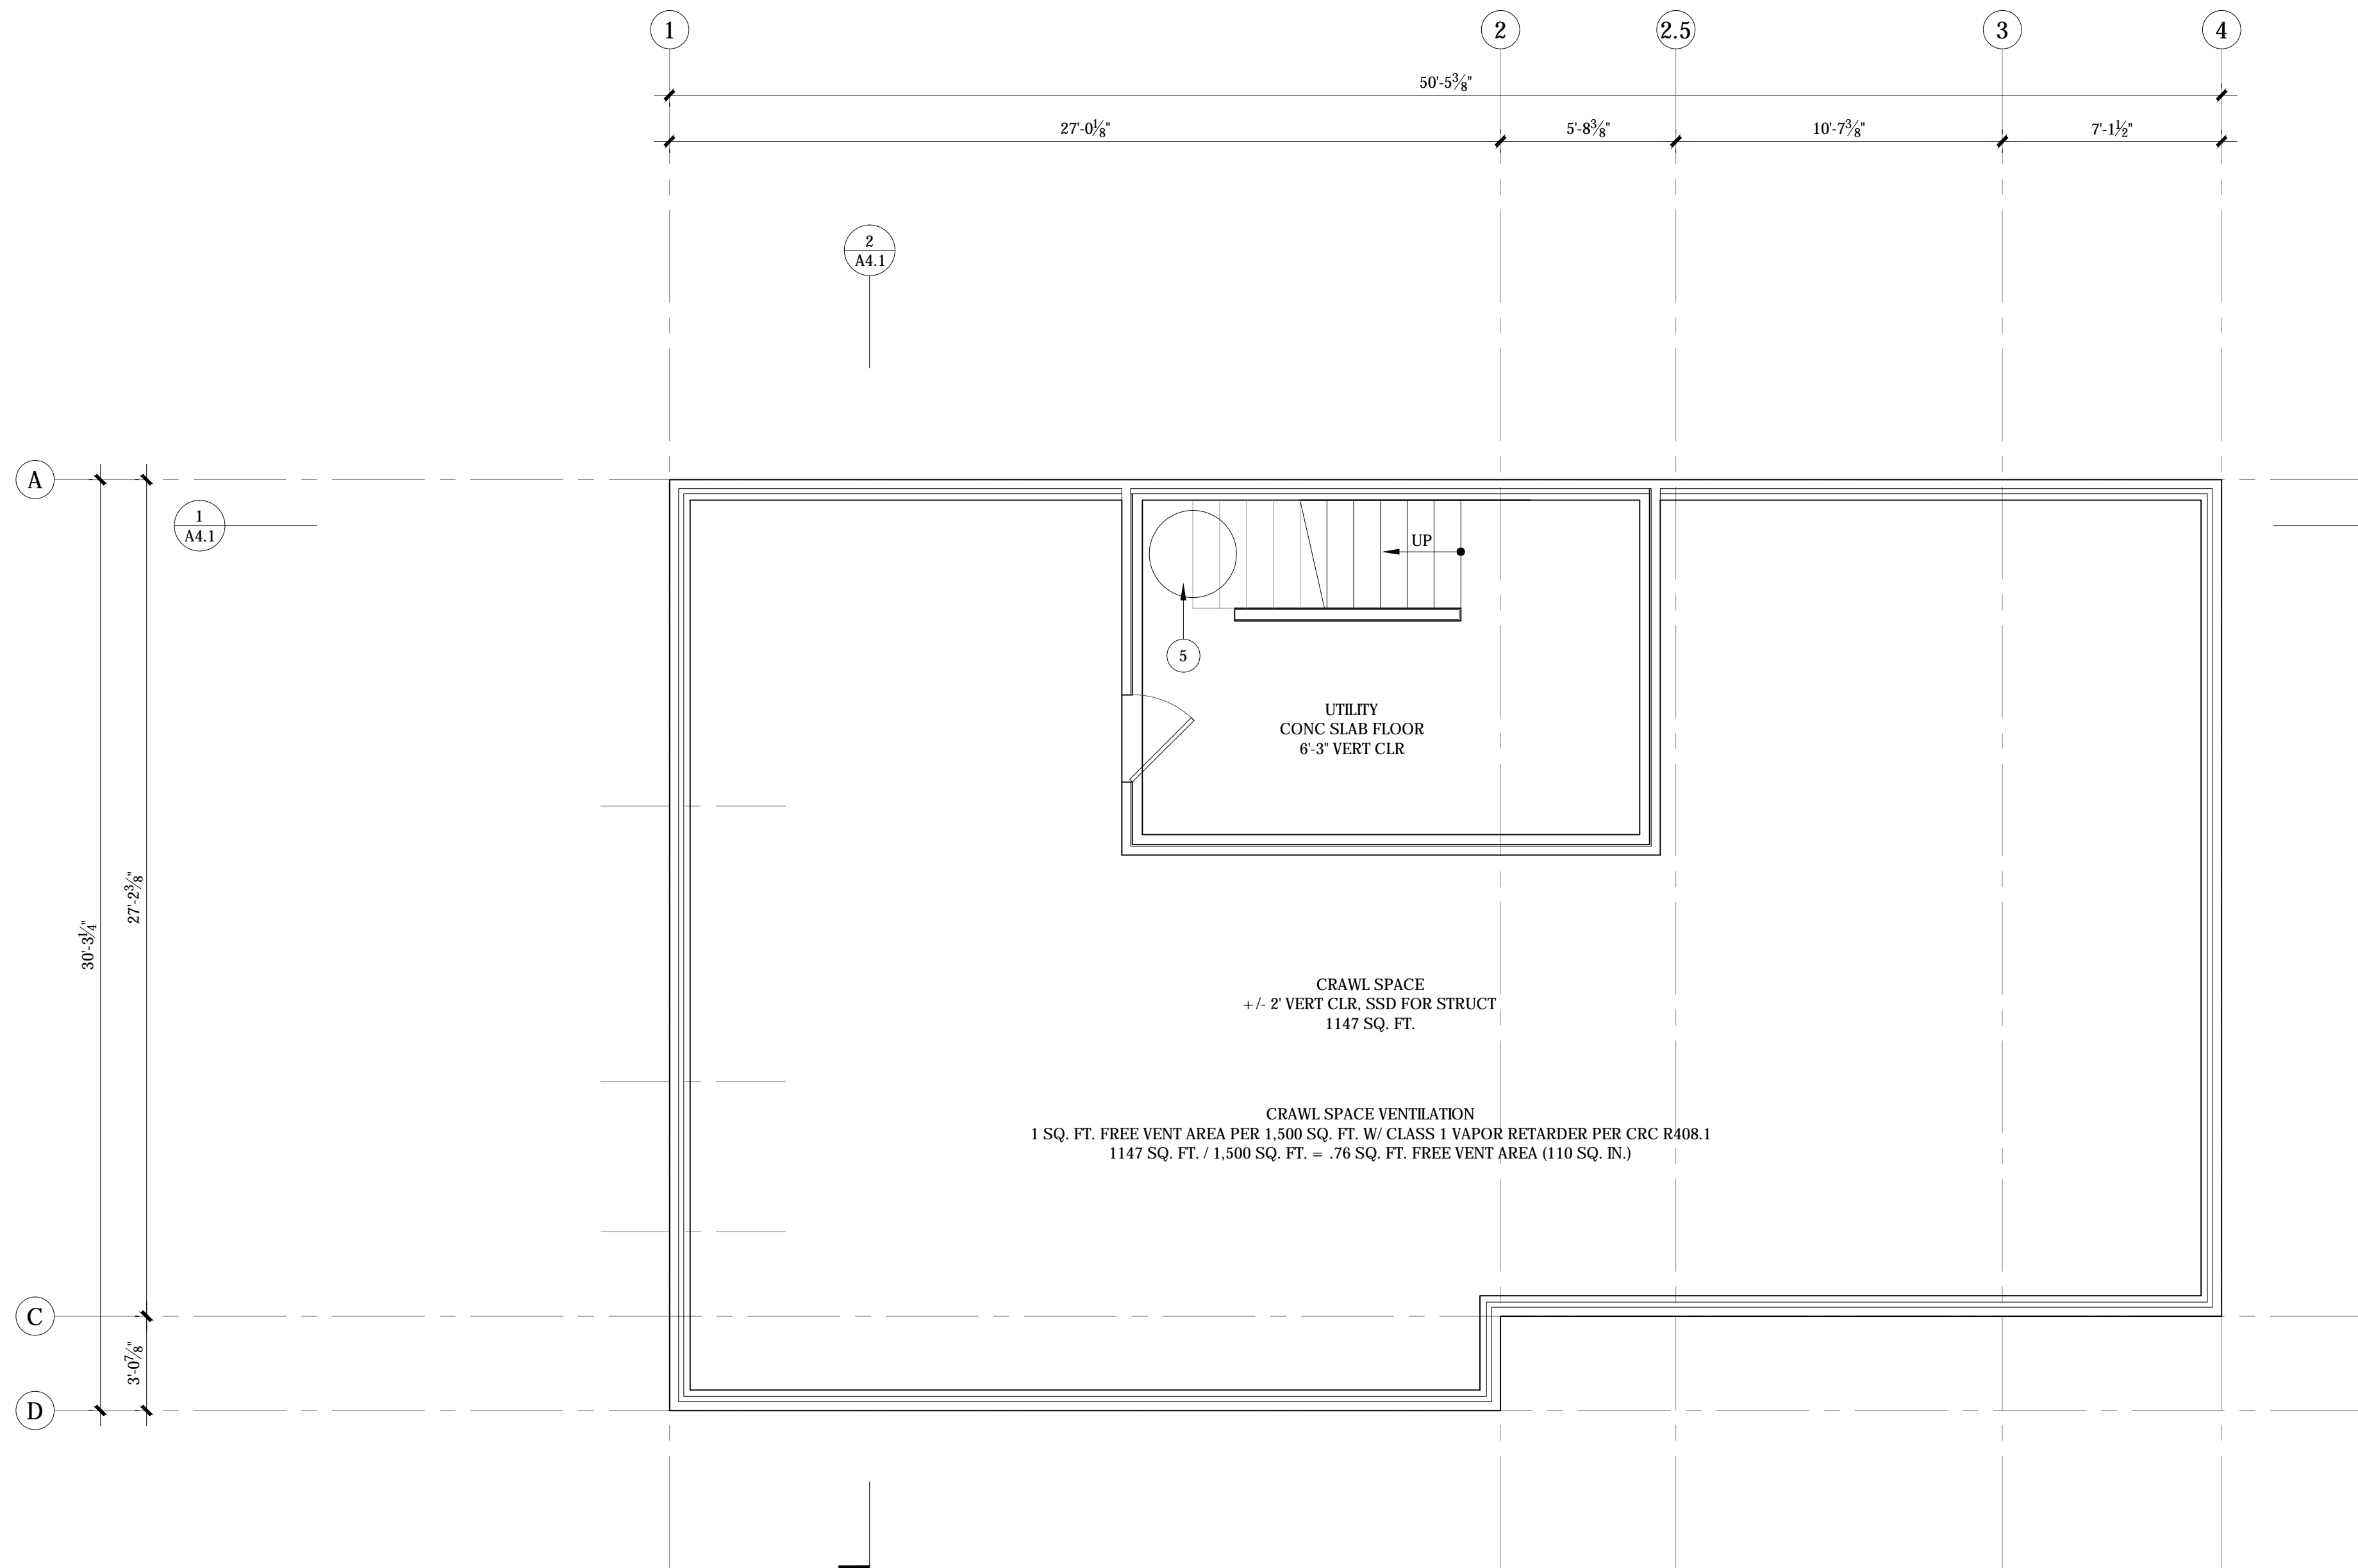 1
2
2.5
3
4
50'-5⅜"
27'-0⅛"
5'-8⅜"
10'-7⅜"
7'-1½"
2
A4.1
A
1
A4.1
UP
5
UTILITY
CONC SLAB FLOOR
6'-3" VERT CLR
27'-2⅜"
30'-3¼"
CRAWL SPACE
+/- 2' VERT CLR, SSD FOR STRUCT
1147 SQ. FT.
CRAWL SPACE VENTILATION
1 SQ. FT. FREE VENT AREA PER 1,500 SQ. FT. W/ CLASS 1 VAPOR RETARDER PER CRC R408.1
1147 SQ. FT. / 1,500 SQ. FT. = .76 SQ. FT. FREE VENT AREA (110 SQ. IN.)
C
3'-0⅞"
D